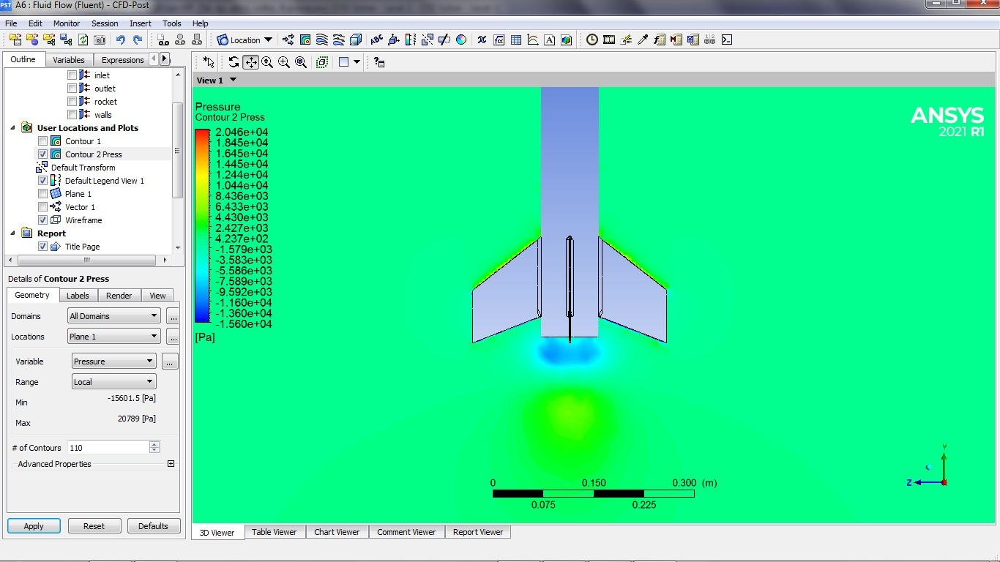 PST A6 : Fluid Flow (Fluent) - CFD-Post
File Edit Monitor Session Insert Tools Help
Location
Outline Variables Expressions
inlet
outlet
rocket
walls
User Locations and Plots
Contour 1
Contour 2 Press
Default Transform
Default Legend View 1
Plane 1
Vector 1
Wireframe
Report
Title Page
Details of Contour 2 Press
Geometry Labels Render View
Domains All Domains ...
Locations Plane 1 ...
Variable Pressure ...
Range Local
Min -15601.5 [Pa]
Max 20789 [Pa]
# of Contours 110
Advanced Properties
Apply Reset Defaults
View 1
Pressure
Contour 2 Press
2.046e+04
1.845e+04
1.645e+04
1.445e+04
1.244e+04
1.044e+04
8.436e+03
6.433e+03
4.430e+03
2.427e+03
4.237e+02
-1.579e+03
-3.583e+03
-5.586e+03
-7.589e+03
-9.592e+03
-1.160e+04
-1.360e+04
-1.560e+04
[Pa]
ANSYS
2021 R1
0 0.150 0.300 (m)
0.075 0.225
Y
Z
3D Viewer Table Viewer Chart Viewer Comment Viewer Report Viewer